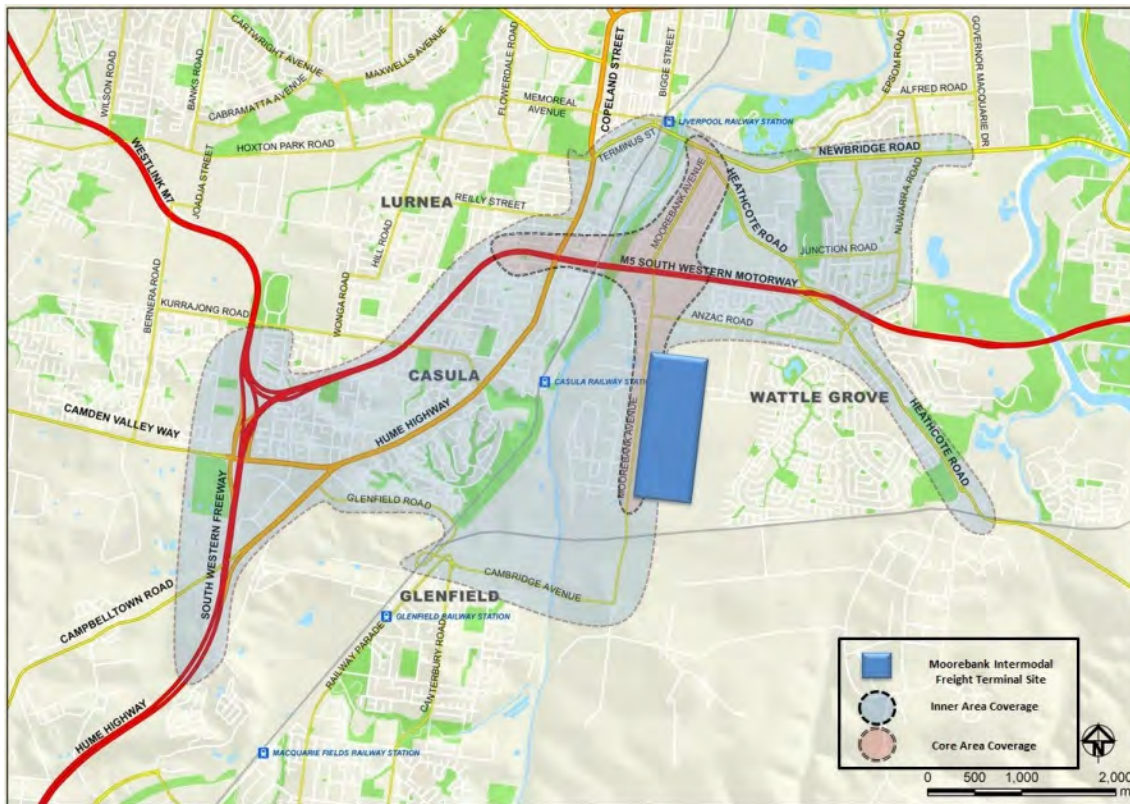 CARTWRIGHT AVENUE
MAXWELLS AVENUE
WILSON ROAD
BANKS ROAD
CABRAMATTA AVENUE
FLOWERDALE ROAD
MEMOREAL
AVENUE
COPELAND STREET
BIGGE STREET
EPSOM ROAD
GOVERNOR MACQUARIE DR
ALFRED ROAD
LIVERPOOL RAILWAY STATION
HOXTON PARK ROAD
TERMINUS ST
NEWBRIDGE ROAD
WESTLINK M7
JOADJA STREET
LURNEA
REILLY STREET
HILL ROAD
MOOREBANK AVENUE
HEATHCOTE ROAD
NUWARRA ROAD
JUNCTION ROAD
M5 SOUTH WESTERN MOTORWAY
BERNERA ROAD
KURRAJONG ROAD
WONGA ROAD
ANZAC ROAD
CASULA
CASULA RAILWAY STATI
WATTLE GROVE
CAMDEN VALLEY WAY
HUME HIGHWAY
MOOREBANK AVENUE
HEATHCOTE ROAD
GLENFIELD ROAD
SOUTH WESTERN FREEWAY
CAMBRIDGE AVENUE
CAMPBELLTOWN ROAD
GLENFIELD
GLENFIELD RAILWAY STATION
RAILWAY PARADE
CANTERBURY ROAD
HUME HIGHWAY
MACQUARIE FIELDS RAILWAY STATION
Moorebank Intermodal
Freight Terminal Site
Inner Area Coverage
Core Area Coverage
N
0 500 1,000 2,000
m